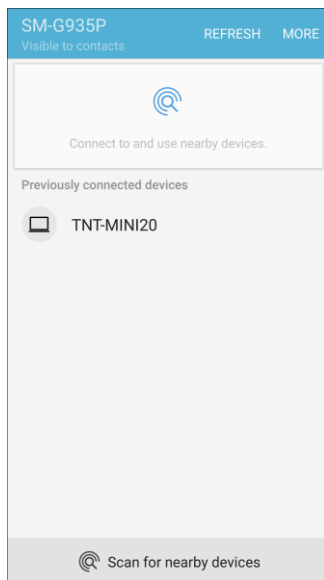 SM-G935P
Visible to contacts
REFRESH
MORE
Connect to and use nearby devices.
Previously connected devices
TNT-MINI20
Scan for nearby devices